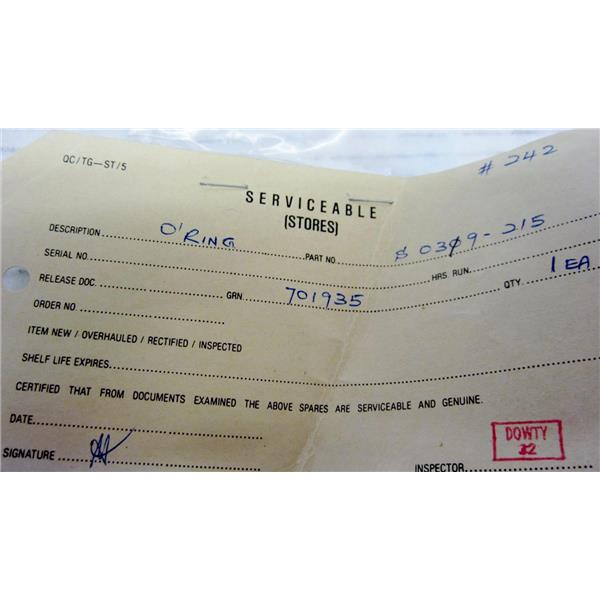 QC/TG—ST/5
# 242
SERVICEABLE
(STORES)
DESCRIPTION O'RING PART NO 0309-215
SERIAL NO. HRS. RUN.
RELEASE DOC. GRN 701935 QTY 1 EA
ORDER NO.
ITEM NEW / OVERHAULED / RECTIFIED / INSPECTED
SHELF LIFE EXPIRES
CERTIFIED THAT FROM DOCUMENTS EXAMINED THE ABOVE SPARES ARE SERVICEABLE AND GENUINE.
DATE
DOWTY
SIGNATURE INSPECTOR